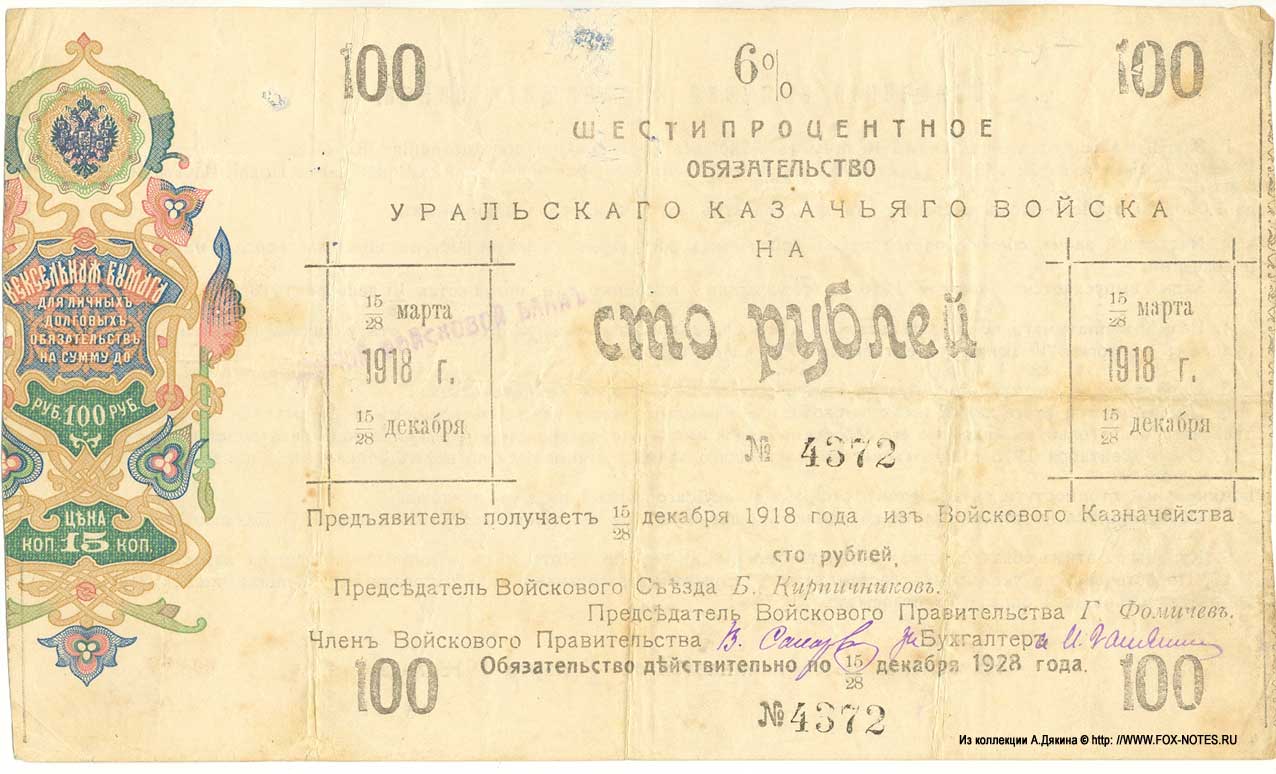 100 6% 100
ШЕСТИПРОЦЕНТНОЕ
ОБЯЗАТЕЛЬСТВО
УРАЛЬСКАГО КАЗАЧЬЯГО ВОЙСКА
НА
СТО РУБЛЕЙ
15/28 марта
1918 г.
15/28 декабря
15/28 марта
1918 г.
15/28 декабря
№ 4372
Предъявитель получаетъ 15/28 декабря 1918 года изъ Войскового Казначейства
сто рублей.
Предсѣдатель Войскового Съѣзда Б. Кирпичниковъ.
Предсѣдатель Войскового Правительства Г. Фомичевъ.
Членъ Войскового Правительства Бухгалтеръ
Обязательство дѣйствительно по 15/28 декабря 1928 года.
100 100
№ 4372
ВЕКСЕЛЬНАЯ БУМАГА
ДЛЯ ЛИЧНЫХЪ
ДОЛГОВЫХЪ
ОБЯЗАТЕЛЬСТВЪ
НА СУММУ ДО
РУБ. 100 РУБ.
ЦѢНА
КОП. 15 КОП.
Из коллекции А.Дякина © http: //WWW.FOX-NOTES.RU